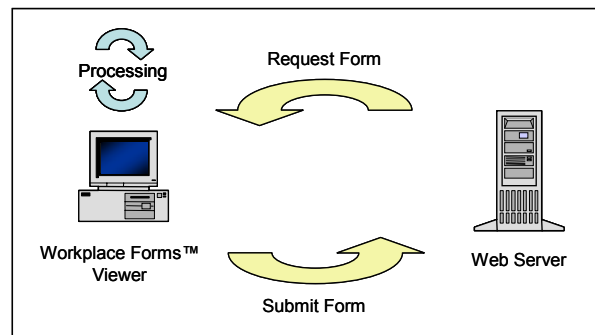 Processing
Request Form
Workplace Forms™
Viewer
Web Server
Submit Form